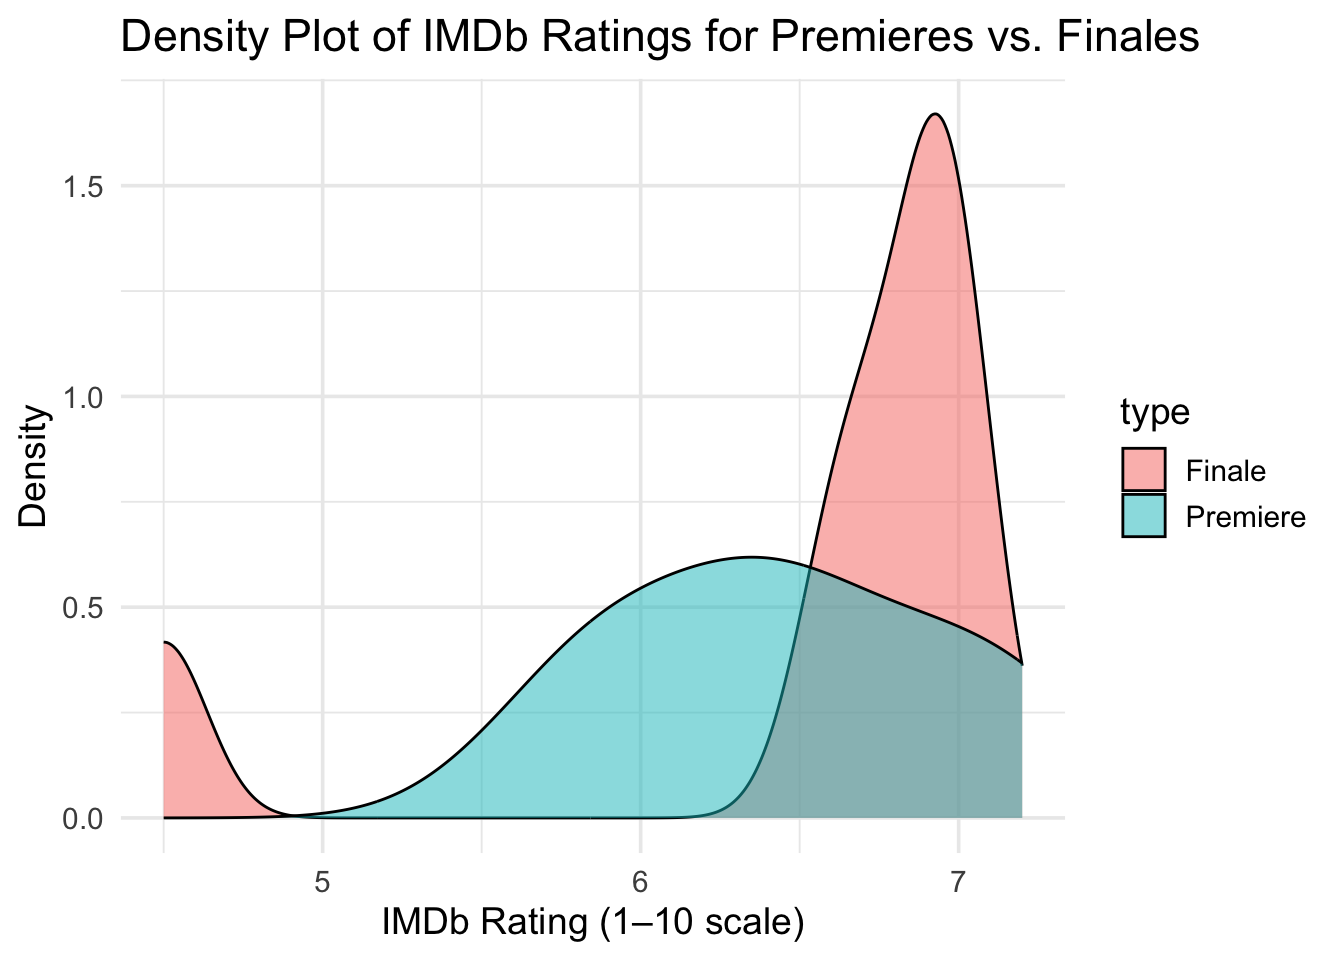 Density Plot of IMDb Ratings for Premieres vs. Finales
Density
1.5
1.0
0.5
0.0
5
6
7
IMDb Rating (1–10 scale)
type
Finale
Premiere